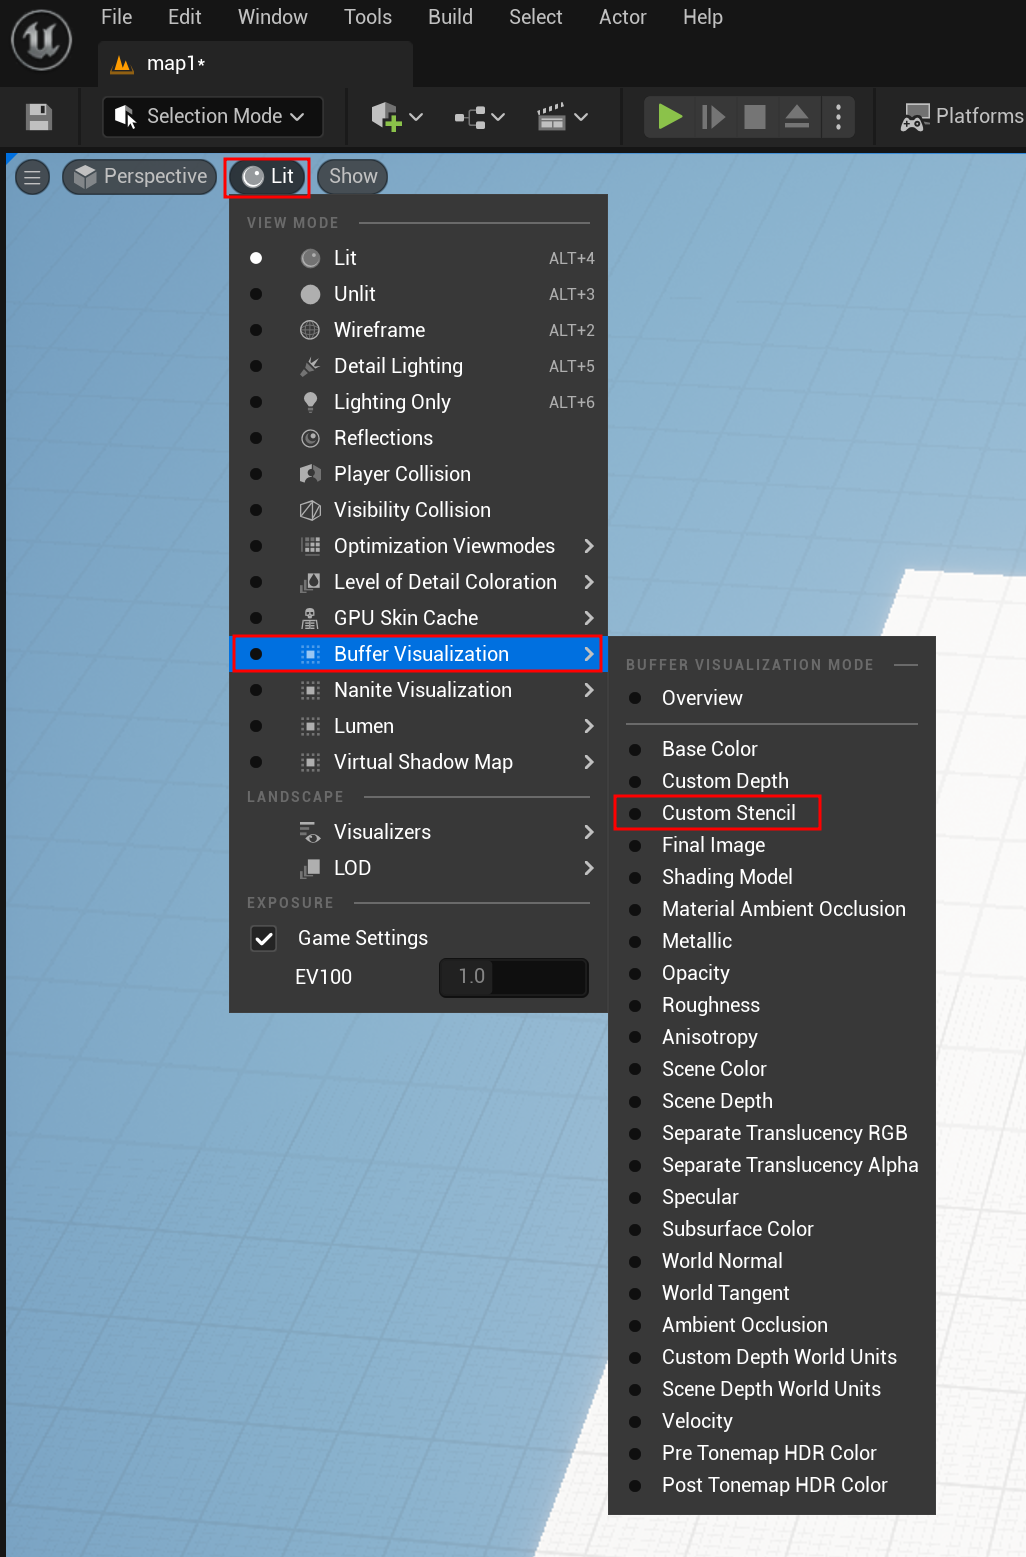 File Edit Window Tools Build Select Actor Help
map1*
Selection Mode Platforms
Perspective Lit Show
VIEW MODE
Lit ALT+4
Unlit ALT+3
Wireframe ALT+2
Detail Lighting ALT+5
Lighting Only ALT+6
Reflections
Player Collision
Visibility Collision
Optimization Viewmodes
Level of Detail Coloration
GPU Skin Cache
Buffer Visualization
Nanite Visualization
Lumen
Virtual Shadow Map
LANDSCAPE
Visualizers
LOD
EXPOSURE
Game Settings
EV100 1.0
BUFFER VISUALIZATION MODE
Overview
Base Color
Custom Depth
Custom Stencil
Final Image
Shading Model
Material Ambient Occlusion
Metallic
Opacity
Roughness
Anisotropy
Scene Color
Scene Depth
Separate Translucency RGB
Separate Translucency Alpha
Specular
Subsurface Color
World Normal
World Tangent
Ambient Occlusion
Custom Depth World Units
Scene Depth World Units
Velocity
Pre Tonemap HDR Color
Post Tonemap HDR Color